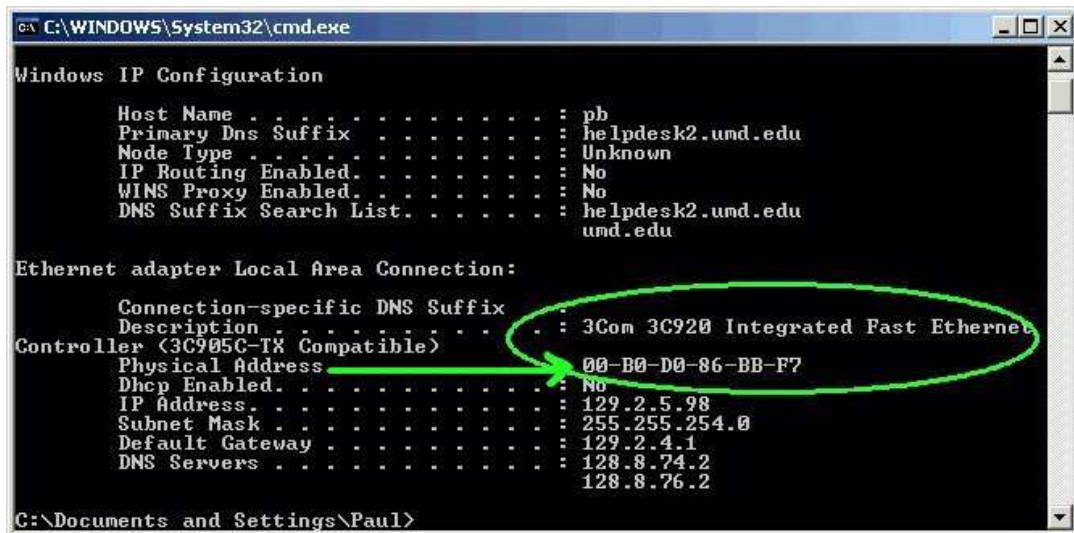 C:\WINDOWS\System32\cmd.exe
Windows IP Configuration
Host Name . . . . . . . . . . . . : pb
Primary Dns Suffix . . . . . . . : helpdesk2.umd.edu
Node Type . . . . . . . . . . . . : Unknown
IP Routing Enabled. . . . . . . . : No
WINS Proxy Enabled. . . . . . . . : No
DNS Suffix Search List. . . . . . : helpdesk2.umd.edu
umd.edu
Ethernet adapter Local Area Connection:
Connection-specific DNS Suffix :
Description . . . . . . . . . . . : 3Com 3C920 Integrated Fast Ethernet
Controller (3C905C-TX Compatible)
Physical Address 00-B0-D0-86-BB-F7
Dhcp Enabled. . . . . . . . . . . : No
IP Address. . . . . . . . . . . . : 129.2.5.98
Subnet Mask . . . . . . . . . . . : 255.255.254.0
Default Gateway . . . . . . . . . : 129.2.4.1
DNS Servers . . . . . . . . . . . : 128.8.74.2
128.8.76.2
C:\Documents and Settings\Paul>